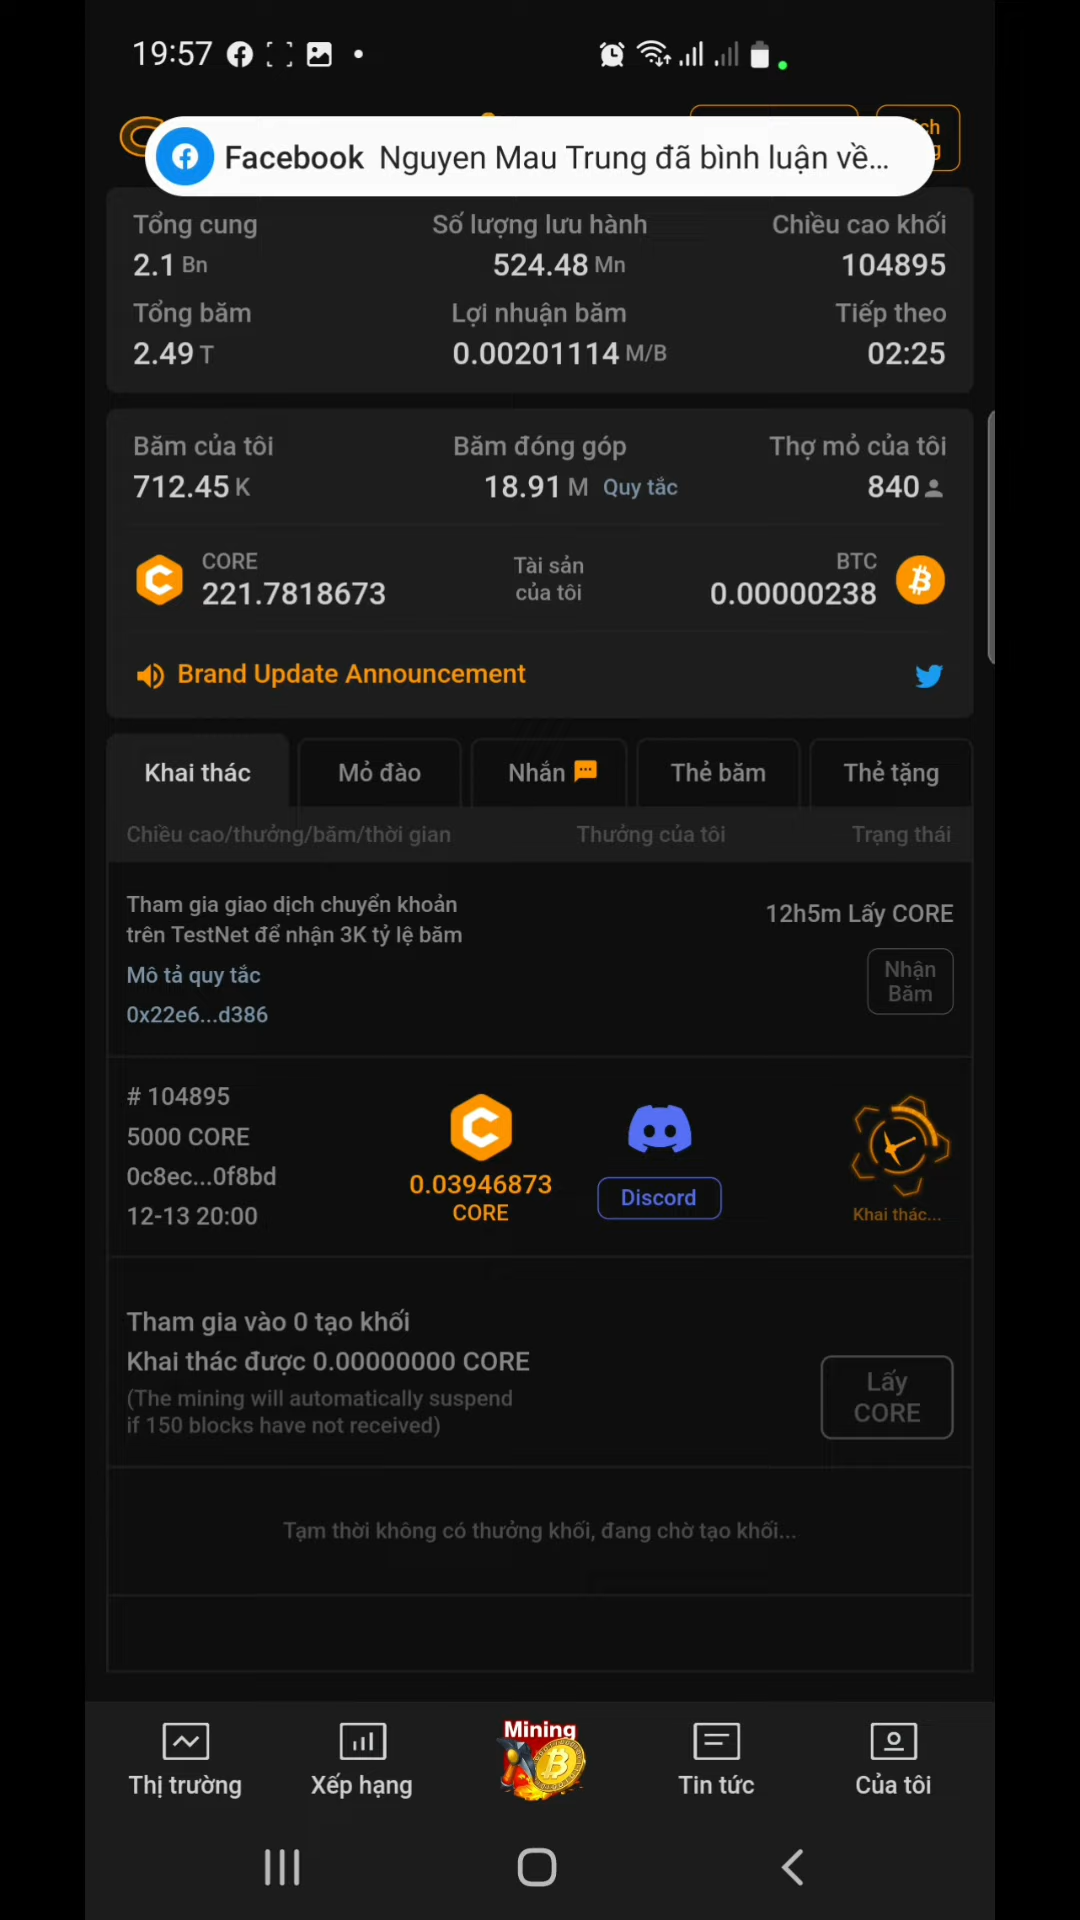 19:57
Facebook Nguyen Mau Trung đã bình luận về...
Tổng cung Số lượng lưu hành Chiều cao khối
2.1 Bn 524.48 Mn 104895
Tổng băm Lợi nhuận băm Tiếp theo
2.49 T 0.00201114 M/B 02:25
Băm của tôi Băm đóng góp Thợ mỏ của tôi
712.45 K 18.91 M Quy tắc 840
CORE Tài sản của tôi BTC
221.7818673 0.00000238
Brand Update Announcement
Khai thác Mỏ đào Nhắn Thẻ băm Thẻ tặng
Chiều cao/thưởng/băm/thời gian Thưởng của tôi Trạng thái
Tham gia giao dịch chuyển khoản
trên TestNet để nhận 3K tỷ lệ băm
12h5m Lấy CORE
Mô tả quy tắc
0x22e6...d386
Nhận
Băm
# 104895
5000 CORE
0c8ec...0f8bd
12-13 20:00
0.03946873
CORE
Discord
Khai thác...
Tham gia vào 0 tạo khối
Khai thác được 0.00000000 CORE
(The mining will automatically suspend
if 150 blocks have not received)
Lấy
CORE
Tạm thời không có thưởng khối, đang chờ tạo khối...
Mining
Thị trường Xếp hạng Tin tức Của tôi